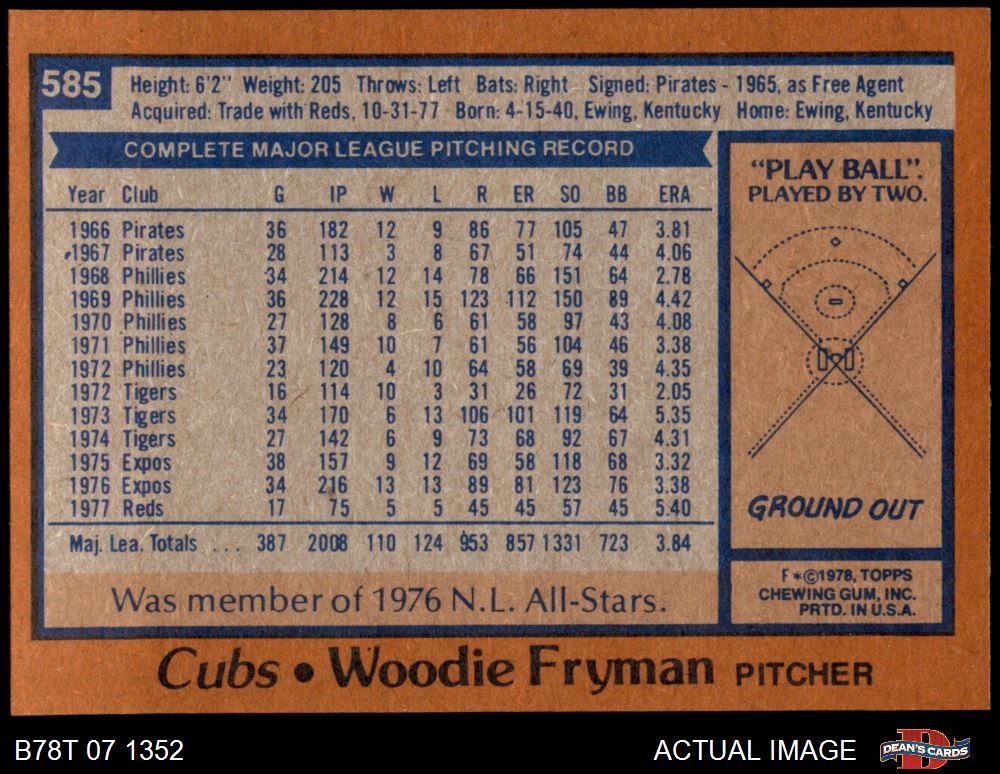 585
Height: 6'2" Weight: 205 Throws: Left Bats: Right Signed: Pirates - 1965, as Free Agent
Acquired: Trade with Reds, 10-31-77 Born: 4-15-40, Ewing, Kentucky Home: Ewing, Kentucky
COMPLETE MAJOR LEAGUE PITCHING RECORD
Year Club G IP W L R ER SO BB ERA
1966 Pirates 36 182 12 9 86 77 105 47 3.81
1967 Pirates 28 113 3 8 67 51 74 44 4.06
1968 Phillies 34 214 12 14 78 66 151 64 2.78
1969 Phillies 36 228 12 15 123 112 150 89 4.42
1970 Phillies 27 128 8 6 61 58 97 43 4.08
1971 Phillies 37 149 10 7 61 56 104 46 3.38
1972 Phillies 23 120 4 10 64 58 69 39 4.35
1972 Tigers 16 114 10 3 31 26 72 31 2.05
1973 Tigers 34 170 6 13 106 101 119 64 5.35
1974 Tigers 27 142 6 9 73 68 92 67 4.31
1975 Expos 38 157 9 12 69 58 118 68 3.32
1976 Expos 34 216 13 13 89 81 123 76 3.38
1977 Reds 17 75 5 5 45 45 57 45 5.40
Maj. Lea. Totals ... 387 2008 110 124 953 857 1331 723 3.84
Was member of 1976 N.L. All-Stars.
"PLAY BALL".
PLAYED BY TWO.
GROUND OUT
F*©1978, TOPPS
CHEWING GUM, INC.
PRTD. IN U.S.A.
Cubs • Woodie Fryman PITCHER
B78T 07 1352
ACTUAL IMAGE
DEAN'S CARDS